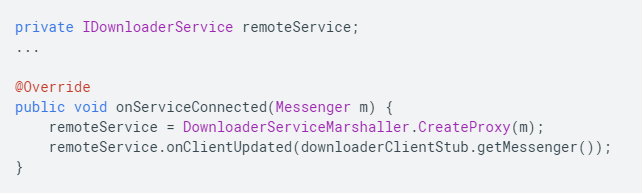 private IDownloaderService remoteService;
...
@Override
public void onServiceConnected(Messenger m) {
    remoteService = DownloaderServiceMarshaller.CreateProxy(m);
    remoteService.onClientUpdated(downloaderClientStub.getMessenger());
}